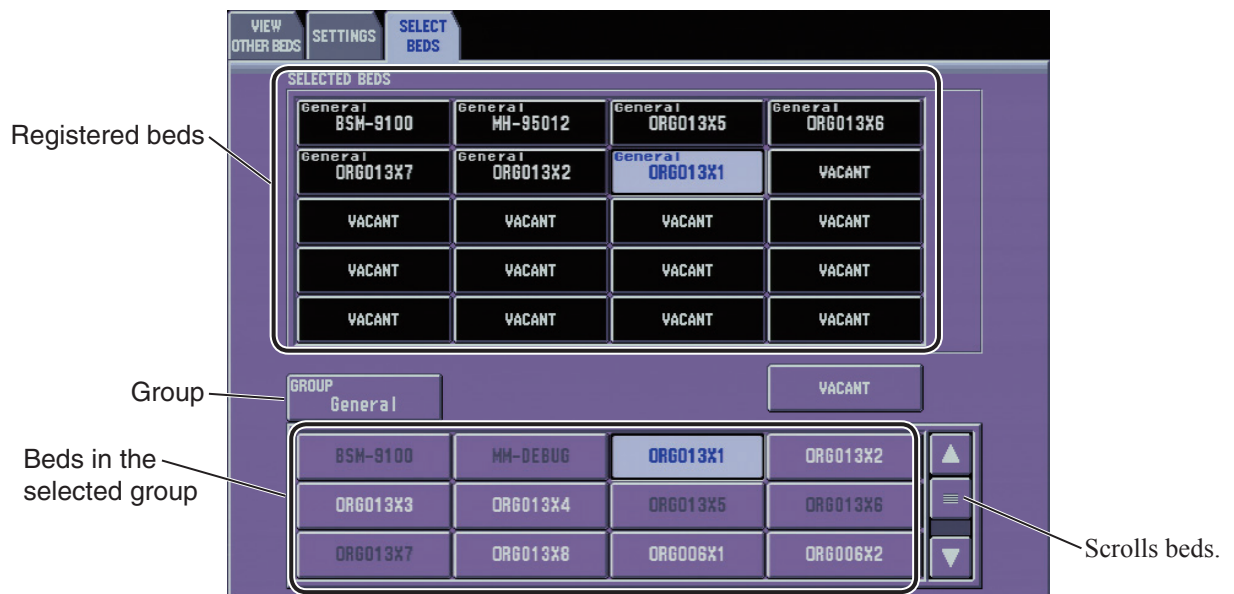 VIEW
OTHER BEDS
SETTINGS
SELECT
BEDS
SELECTED BEDS
Registered beds
General
BSM-9100
General
MH-95012
General
ORG013X5
General
ORG013X6
General
ORG013X7
General
ORG013X2
General
ORG013X1
VACANT
VACANT
VACANT
VACANT
VACANT
VACANT
VACANT
VACANT
VACANT
VACANT
VACANT
VACANT
VACANT
Group
GROUP
General
VACANT
Beds in the
selected group
BSM-9100
MM-DEBUG
ORG013X1
ORG013X2
ORG013X3
ORG013X4
ORG013X5
ORG013X6
ORG013X7
ORG013X8
ORG006X1
ORG006X2
Scrolls beds.